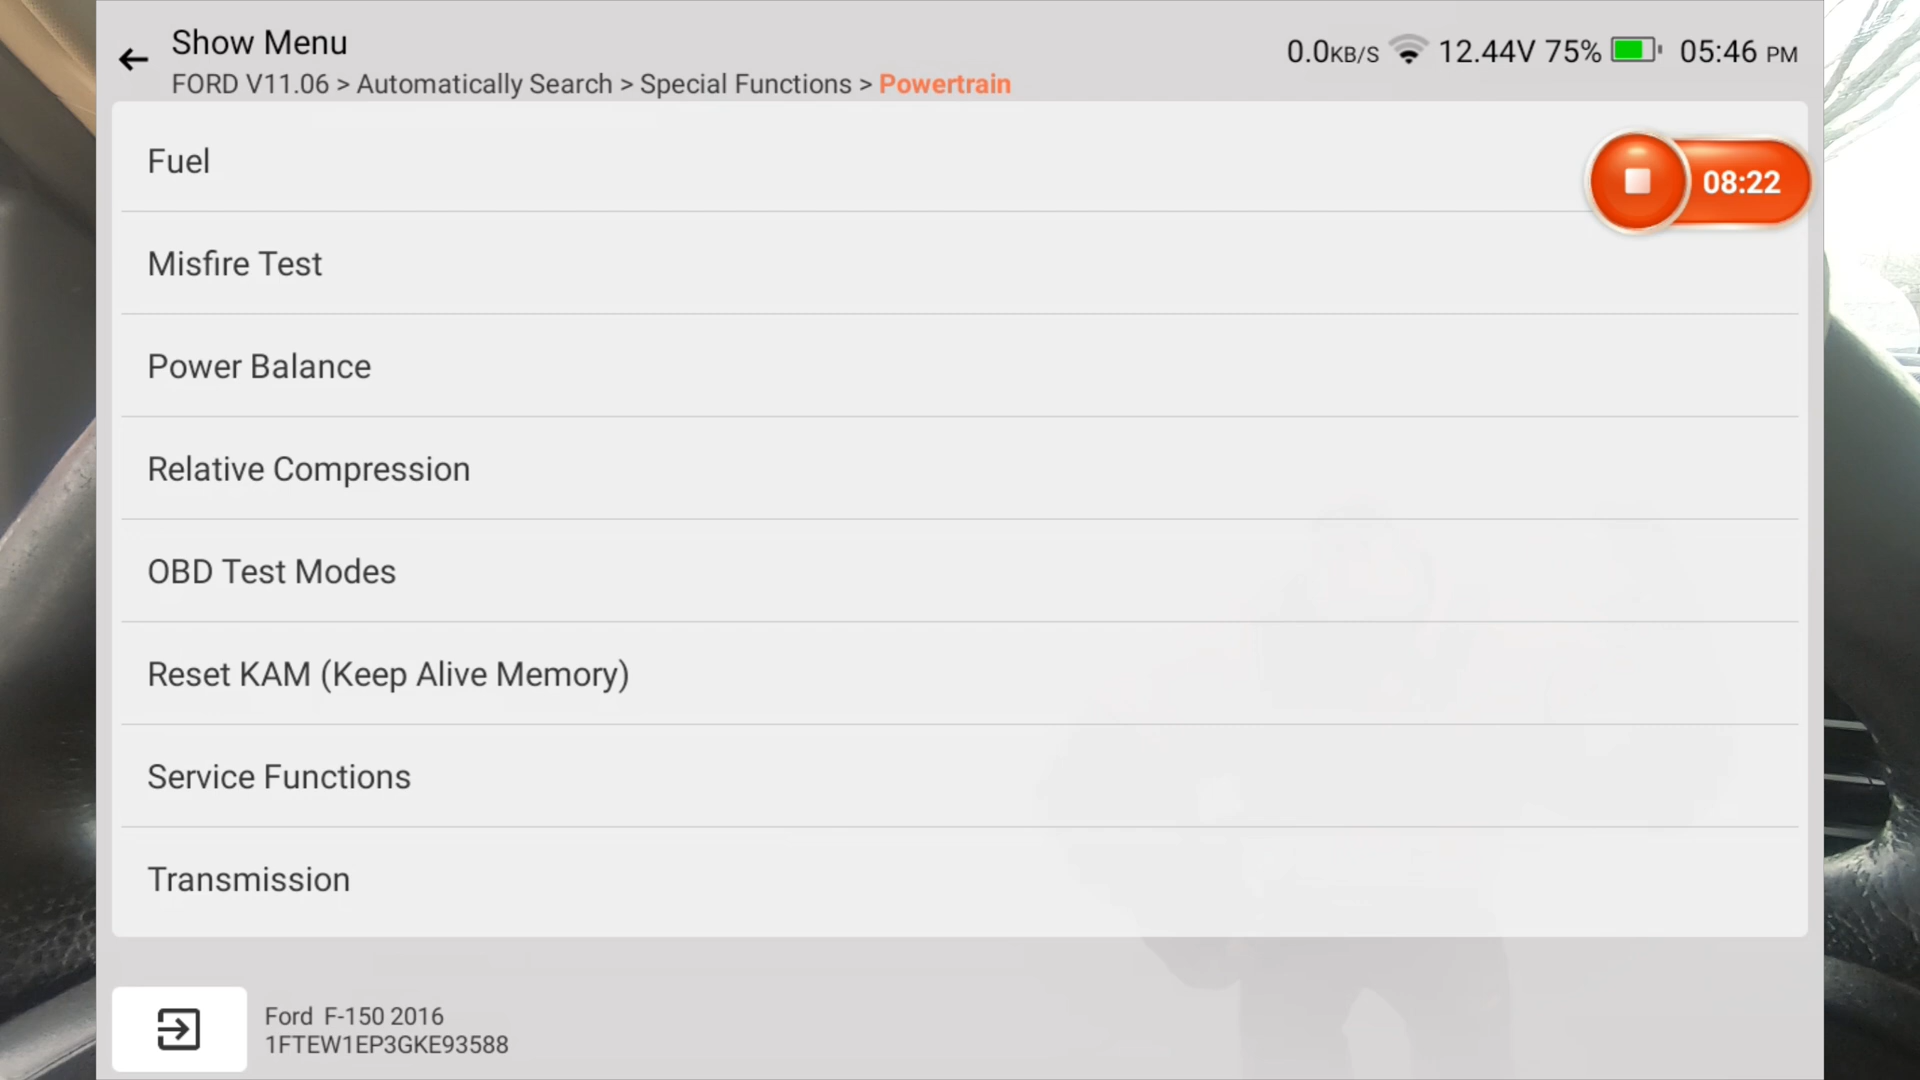 Show Menu
0.0KB/S 12.44V 75% 05:46 PM
FORD V11.06 > Automatically Search > Special Functions > Powertrain
Fuel
08:22
Misfire Test
Power Balance
Relative Compression
OBD Test Modes
Reset KAM (Keep Alive Memory)
Service Functions
Transmission
Ford F-150 2016
1FTEW1EP3GKE93588